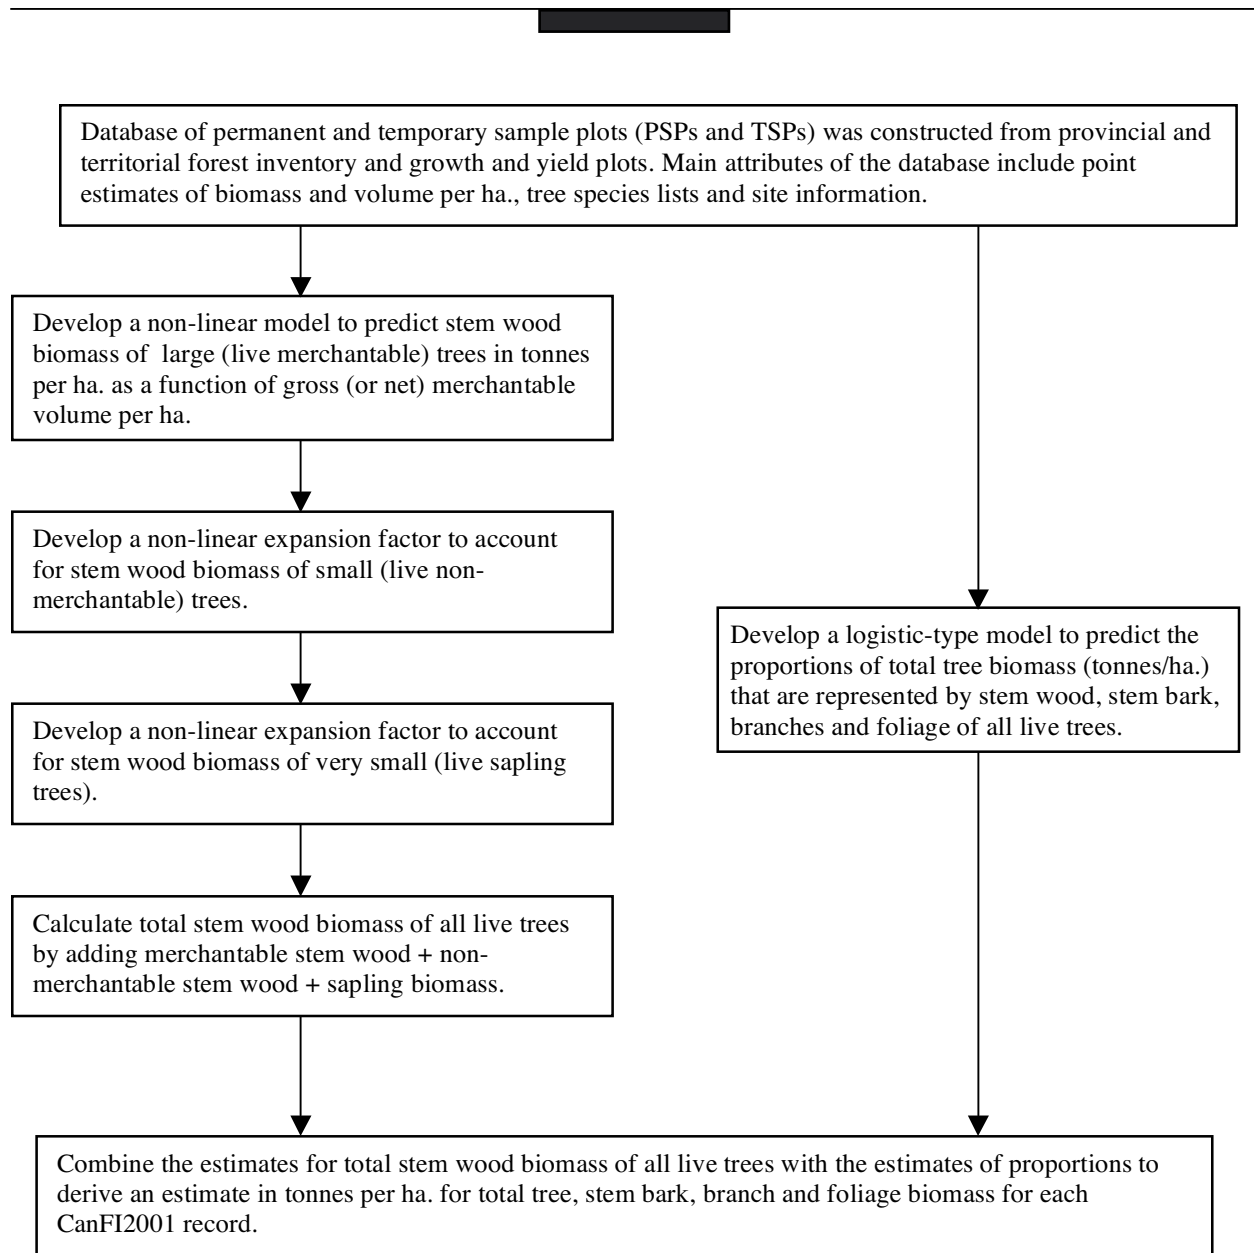 Database of permanent and temporary sample plots (PSPs and TSPs) was constructed from provincial and
territorial forest inventory and growth and yield plots. Main attributes of the database include point
estimates of biomass and volume per ha., tree species lists and site information.
Develop a non-linear model to predict stem wood
biomass of  large (live merchantable) trees in tonnes
per ha. as a function of gross (or net) merchantable
volume per ha.
Develop a non-linear expansion factor to account
for stem wood biomass of small (live non-
merchantable) trees.
Develop a non-linear expansion factor to account
for stem wood biomass of very small (live sapling
trees).
Calculate total stem wood biomass of all live trees
by adding merchantable stem wood + non-
merchantable stem wood + sapling biomass.
Develop a logistic-type model to predict the
proportions of total tree biomass (tonnes/ha.)
that are represented by stem wood, stem bark,
branches and foliage of all live trees.
Combine the estimates for total stem wood biomass of all live trees with the estimates of proportions to
derive an estimate in tonnes per ha. for total tree, stem bark, branch and foliage biomass for each
CanFI2001 record.